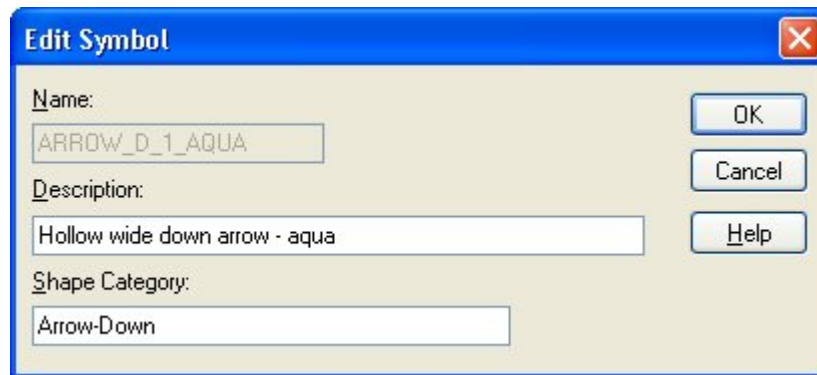 Edit Symbol
Name:
ARROW_D_1_AQUA
Description:
Hollow wide down arrow - aqua
Shape Category:
Arrow-Down
OK
Cancel
Help